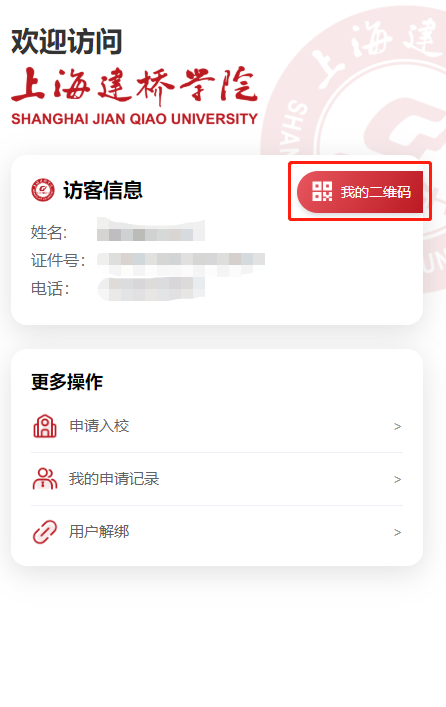 欢迎访问
上海建桥学院
SHANGHAI JIAN QIAO UNIVERSITY
访客信息
我的二维码
姓名:
证件号:
电话:
更多操作
申请入校 >
我的申请记录 >
用户解绑 >